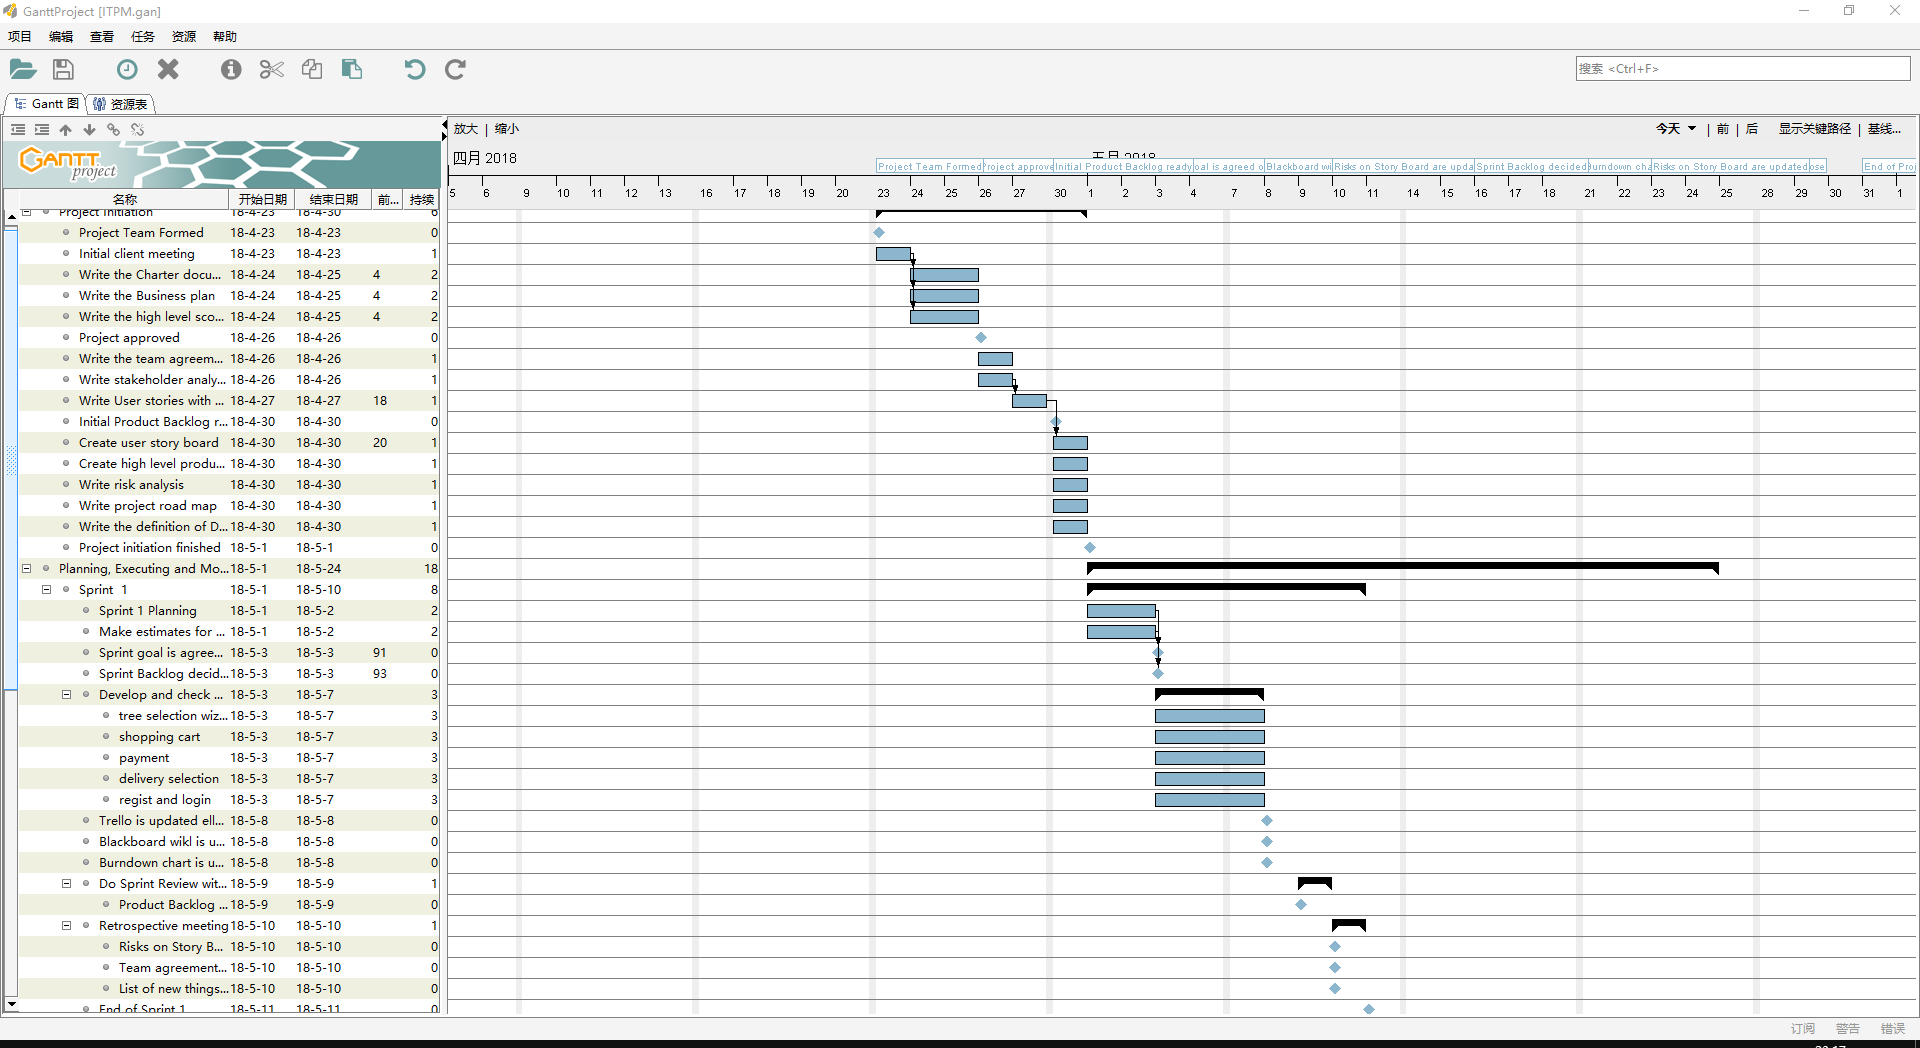 GanttProject [ITPM.gan]
项目 编辑 查看 任务 资源 帮助
搜索 <Ctrl+F>
Gantt 图 资源表
放大 | 缩小 今天 | 前 | 后 显示关键路径 | 基线...
GANTT project
四月 2018 五月 2018
Project Team Formed Project approve Initial Product Backlog ready oal is agreed o Blackboard wi Risks on Story Board are upda Sprint Backlog decided Burndown cha Risks on Story Board are updated ose End of Proj
名称 开始日期 结束日期 前... 持续
5 6 9 10 11 12 13 16 17 18 19 20 23 24 25 26 27 30 1 2 3 4 7 8 9 10 11 14 15 16 17 18 21 22 23 24 25 28 29 30 31 1
Project Initiation 18-4-23 18-4-30 6
Project Team Formed 18-4-23 18-4-23 0
Initial client meeting 18-4-23 18-4-23 1
Write the Charter docu... 18-4-24 18-4-25 4 2
Write the Business plan 18-4-24 18-4-25 4 2
Write the high level sco... 18-4-24 18-4-25 4 2
Project approved 18-4-26 18-4-26 0
Write the team agreem... 18-4-26 18-4-26 1
Write stakeholder analy... 18-4-26 18-4-26 1
Write User stories with ... 18-4-27 18-4-27 18 1
Initial Product Backlog r... 18-4-30 18-4-30 0
Create user story board 18-4-30 18-4-30 20 1
Create high level produ... 18-4-30 18-4-30 1
Write risk analysis 18-4-30 18-4-30 1
Write project road map 18-4-30 18-4-30 1
Write the definition of D... 18-4-30 18-4-30 1
Project initiation finished 18-5-1 18-5-1 0
Planning, Executing and Mo... 18-5-1 18-5-24 18
Sprint 1 18-5-1 18-5-10 8
Sprint 1 Planning 18-5-1 18-5-2 2
Make estimates for ... 18-5-1 18-5-2 2
Sprint goal is agree... 18-5-3 18-5-3 91 0
Sprint Backlog decid... 18-5-3 18-5-3 93 0
Develop and check ... 18-5-3 18-5-7 3
tree selection wiz... 18-5-3 18-5-7 3
shopping cart 18-5-3 18-5-7 3
payment 18-5-3 18-5-7 3
delivery selection 18-5-3 18-5-7 3
regist and login 18-5-3 18-5-7 3
Trello is updated ell... 18-5-8 18-5-8 0
Blackboard wikl is u... 18-5-8 18-5-8 0
Burndown chart is u... 18-5-8 18-5-8 0
Do Sprint Review wit... 18-5-9 18-5-9 1
Product Backlog ... 18-5-9 18-5-9 0
Retrospective meeting 18-5-10 18-5-10 1
Risks on Story B... 18-5-10 18-5-10 0
Team agreement... 18-5-10 18-5-10 0
List of new things... 18-5-10 18-5-10 0
End of Sprint 1 18-5-11 18-5-11 0
订阅 警告 错误